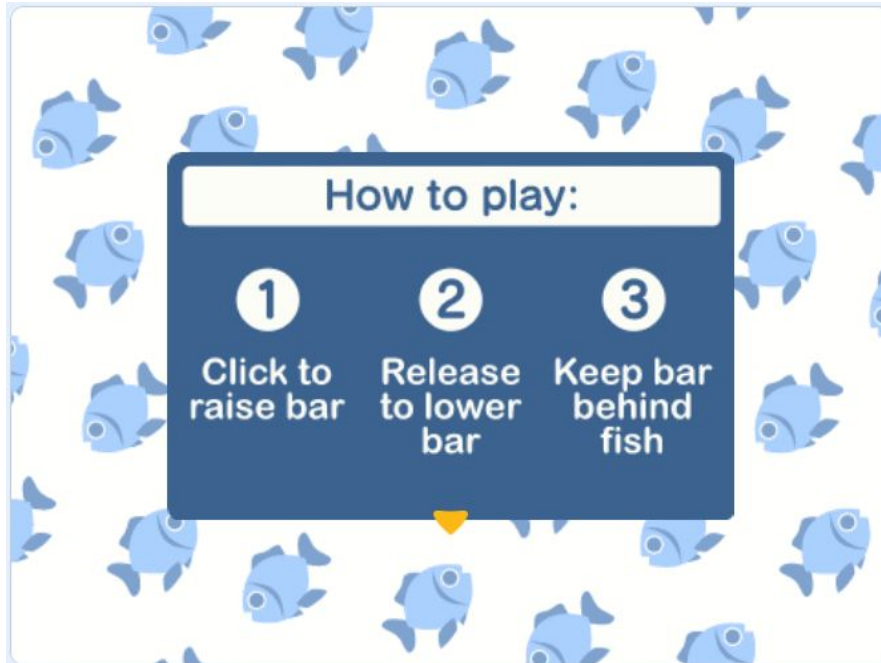 How to play:
1
Click to
raise bar
2
Release
to lower
bar
3
Keep bar
behind
fish